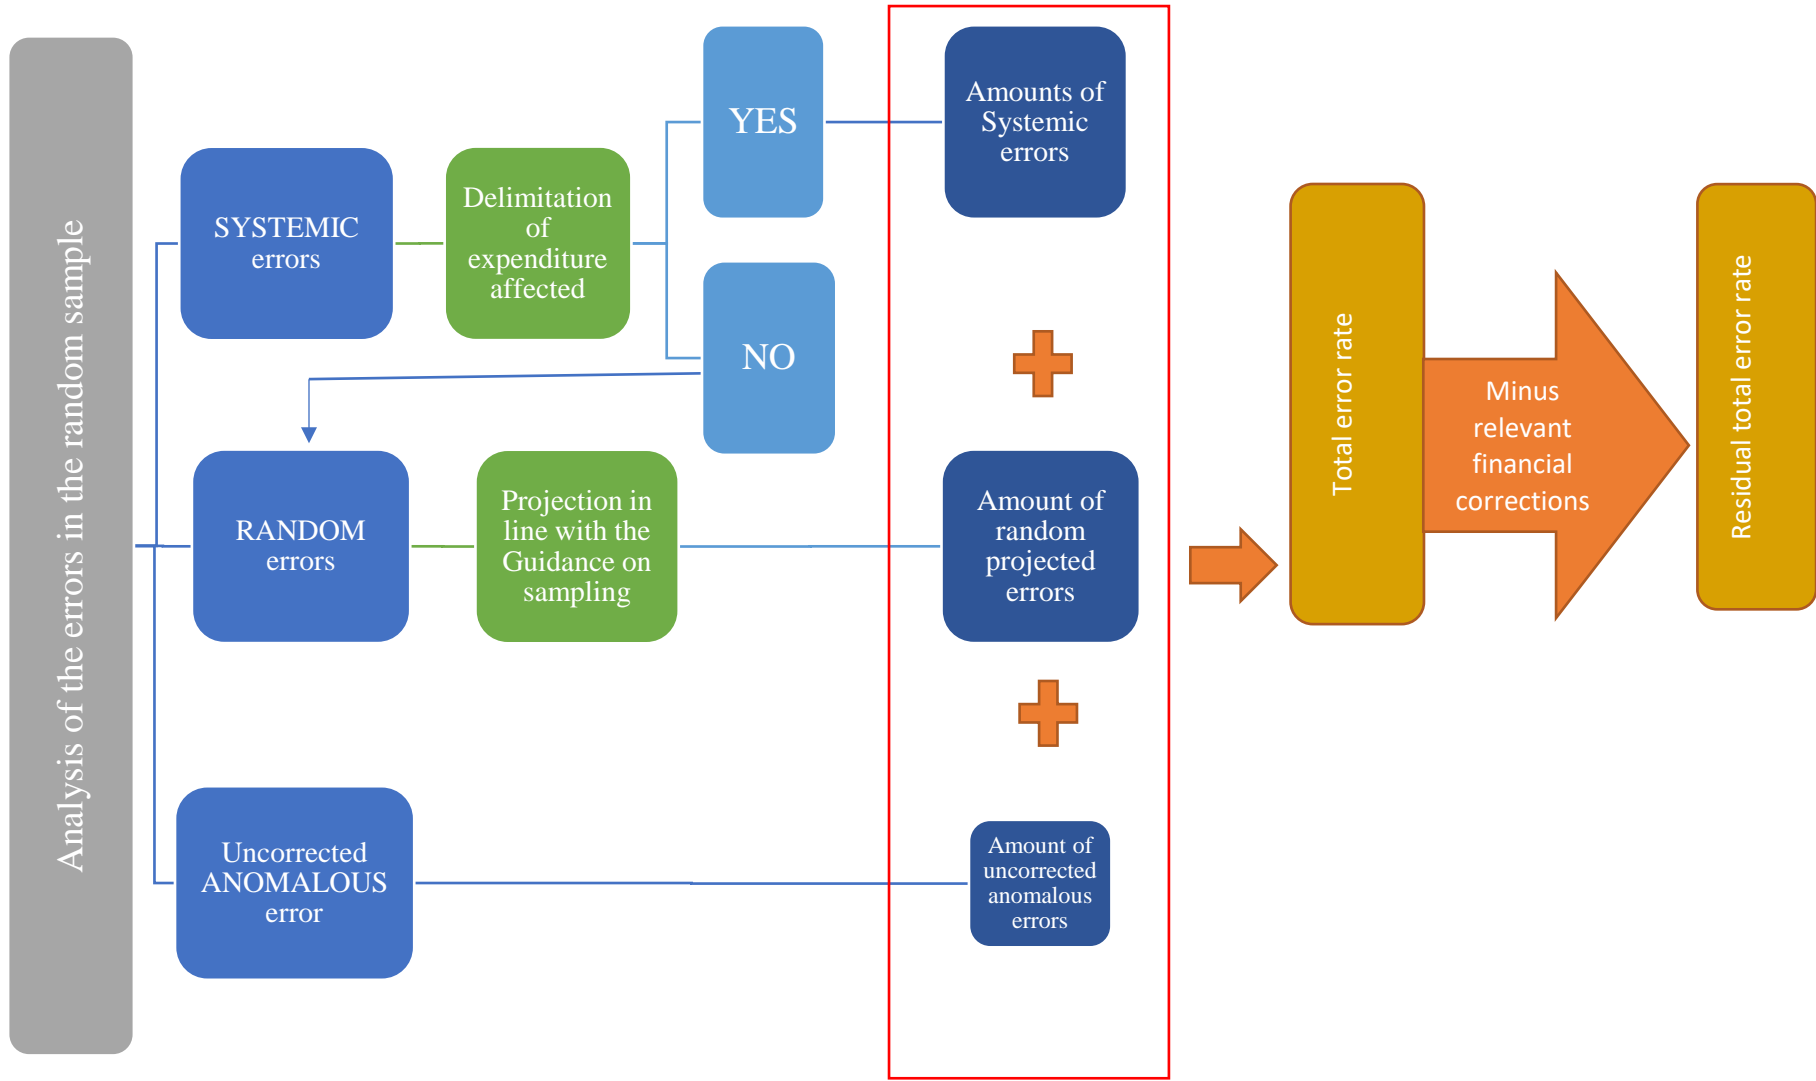 Analysis of the errors in the random sample
SYSTEMIC
errors
Delimitation
of
expenditure
affected
YES
NO
Amounts of
Systemic
errors
RANDOM
errors
Projection in
line with the
Guidance on
sampling
Amount of
random
projected
errors
Uncorrected
ANOMALOUS
error
Amount of
uncorrected
anomalous
errors
Total error rate
Minus
relevant
financial
corrections
Residual total error rate